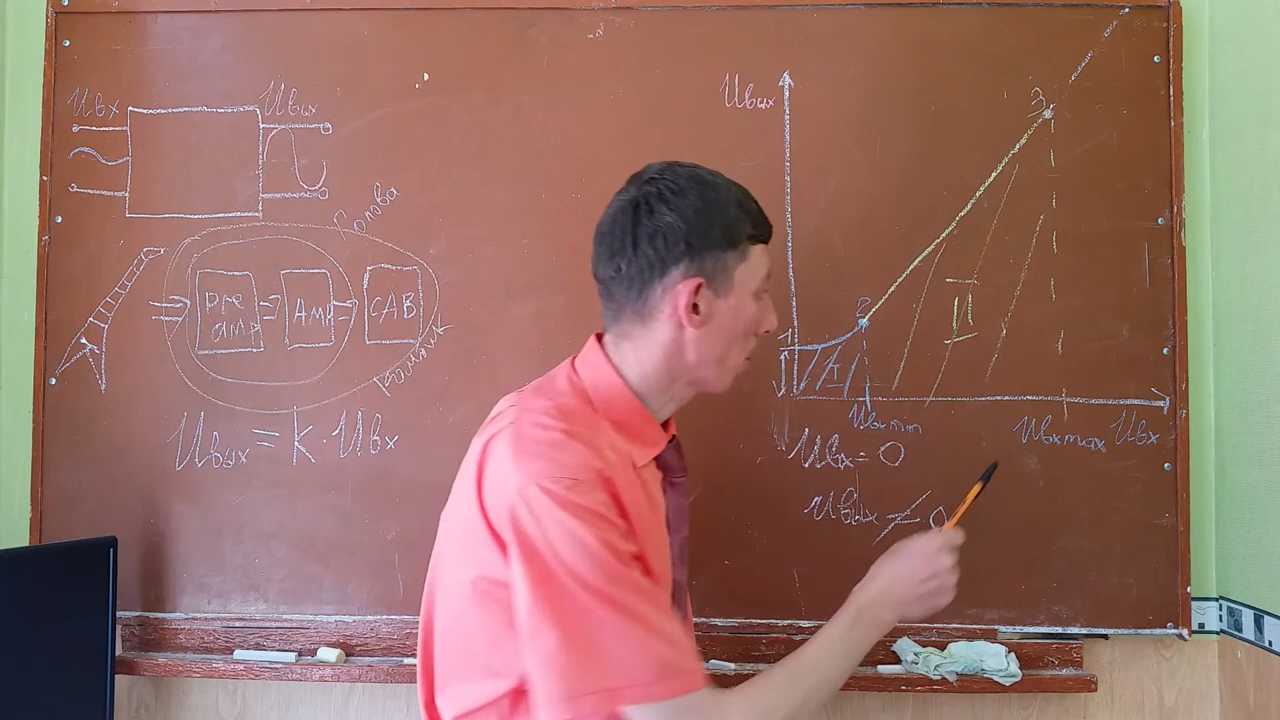 Uвх Uвых
Голова
Pre
amp
AMP
CAB
Комбик
Uвых = k · Uвх
Uвых
1
2
3
I
II
Uвх min
Uвх max Uвх
Uвх = 0
Uвых ≠ 0